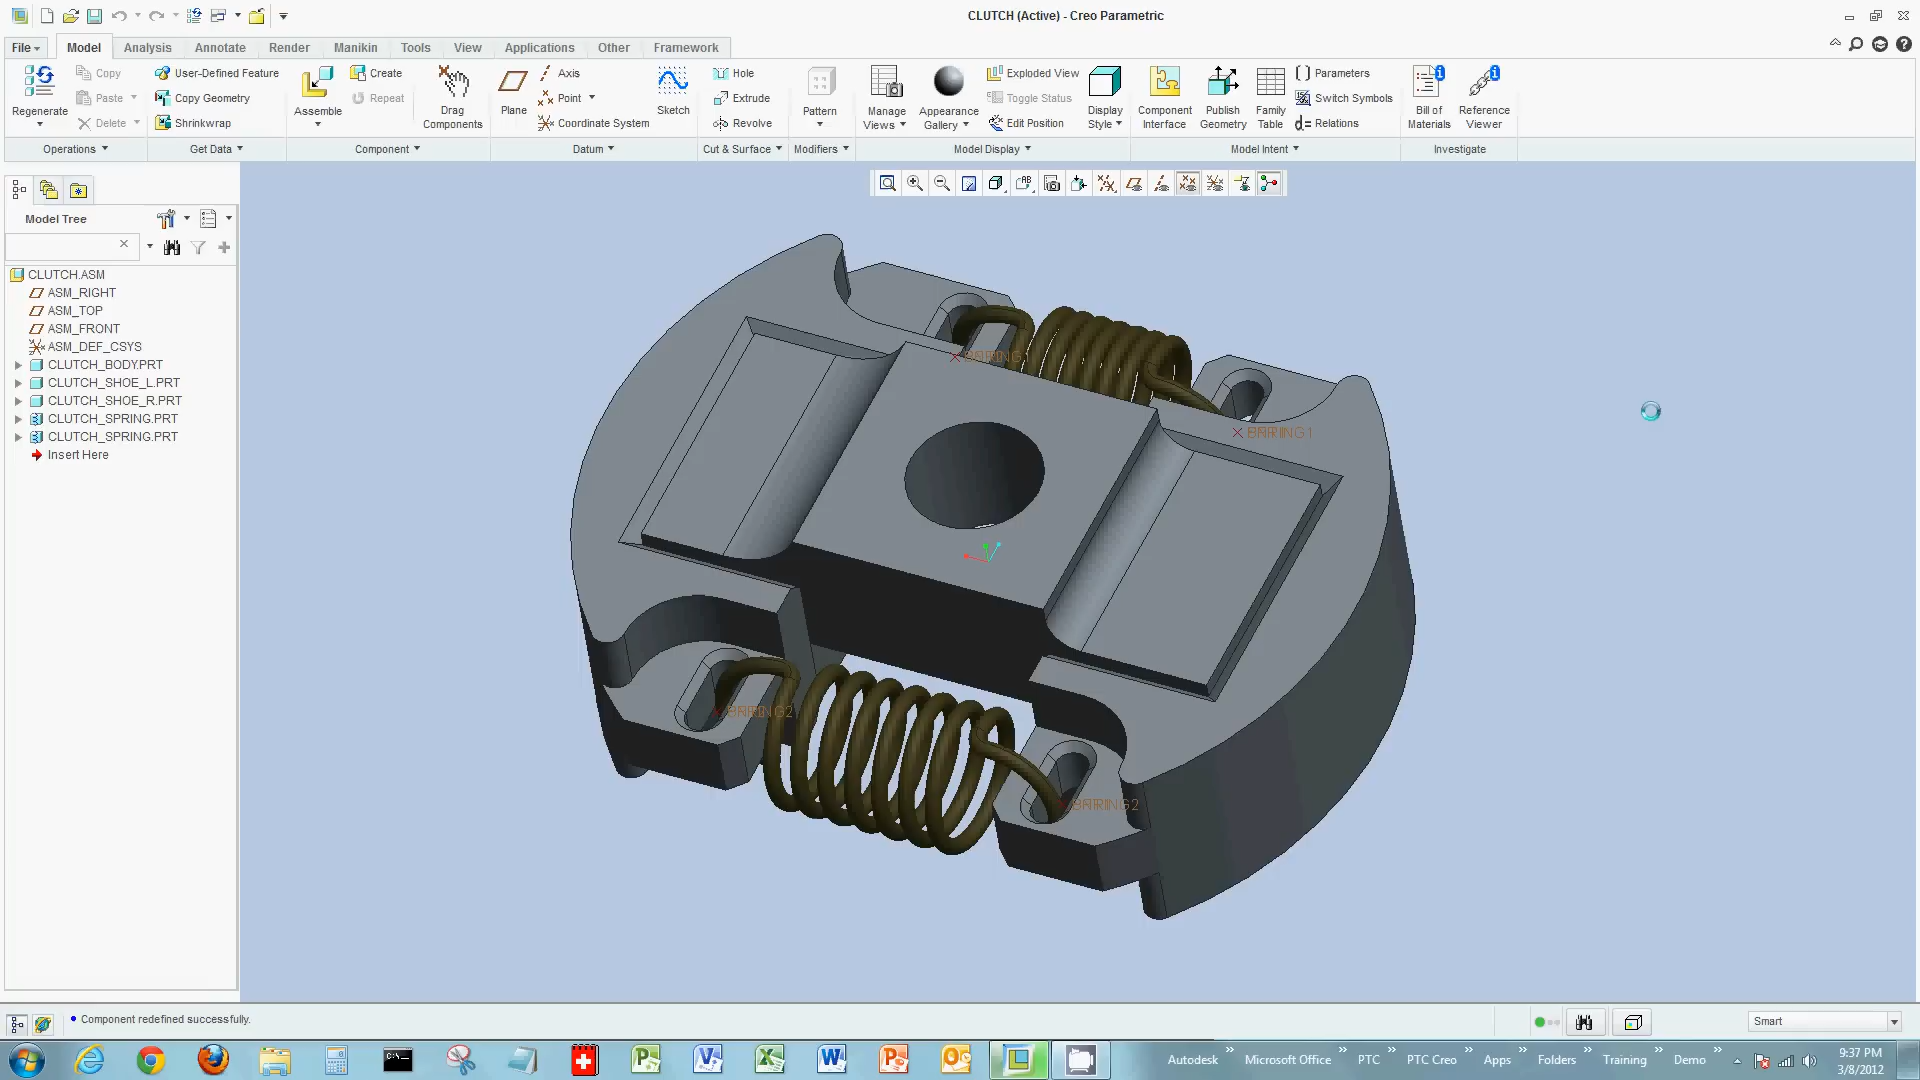 CLUTCH (Active) - Creo Parametric
File
Model
Analysis
Annotate
Render
Manikin
Tools
View
Applications
Other
Framework
Regenerate
Copy
Paste
Delete
Operations
User-Defined Feature
Copy Geometry
Shrinkwrap
Get Data
Assemble
Create
Repeat
Drag
Components
Component
Plane
Axis
Point
Coordinate System
Sketch
Datum
Hole
Extrude
Revolve
Cut & Surface
Pattern
Modifiers
Manage
Views
Appearance
Gallery
Exploded View
Toggle Status
Edit Position
Display
Style
Model Display
Component
Interface
Publish
Geometry
Family
Table
Parameters
Switch Symbols
Relations
Model Intent
Bill of
Materials
Reference
Viewer
Investigate
Model Tree
CLUTCH.ASM
ASM_RIGHT
ASM_TOP
ASM_FRONT
ASM_DEF_CSYS
CLUTCH_BODY.PRT
CLUTCH_SHOE_L.PRT
CLUTCH_SHOE_R.PRT
CLUTCH_SPRING.PRT
CLUTCH_SPRING.PRT
Insert Here
Component redefined successfully.
Smart
Autodesk
Microsoft Office
PTC
PTC Creo
Apps
Folders
Training
Demo
9:37 PM
3/8/2012